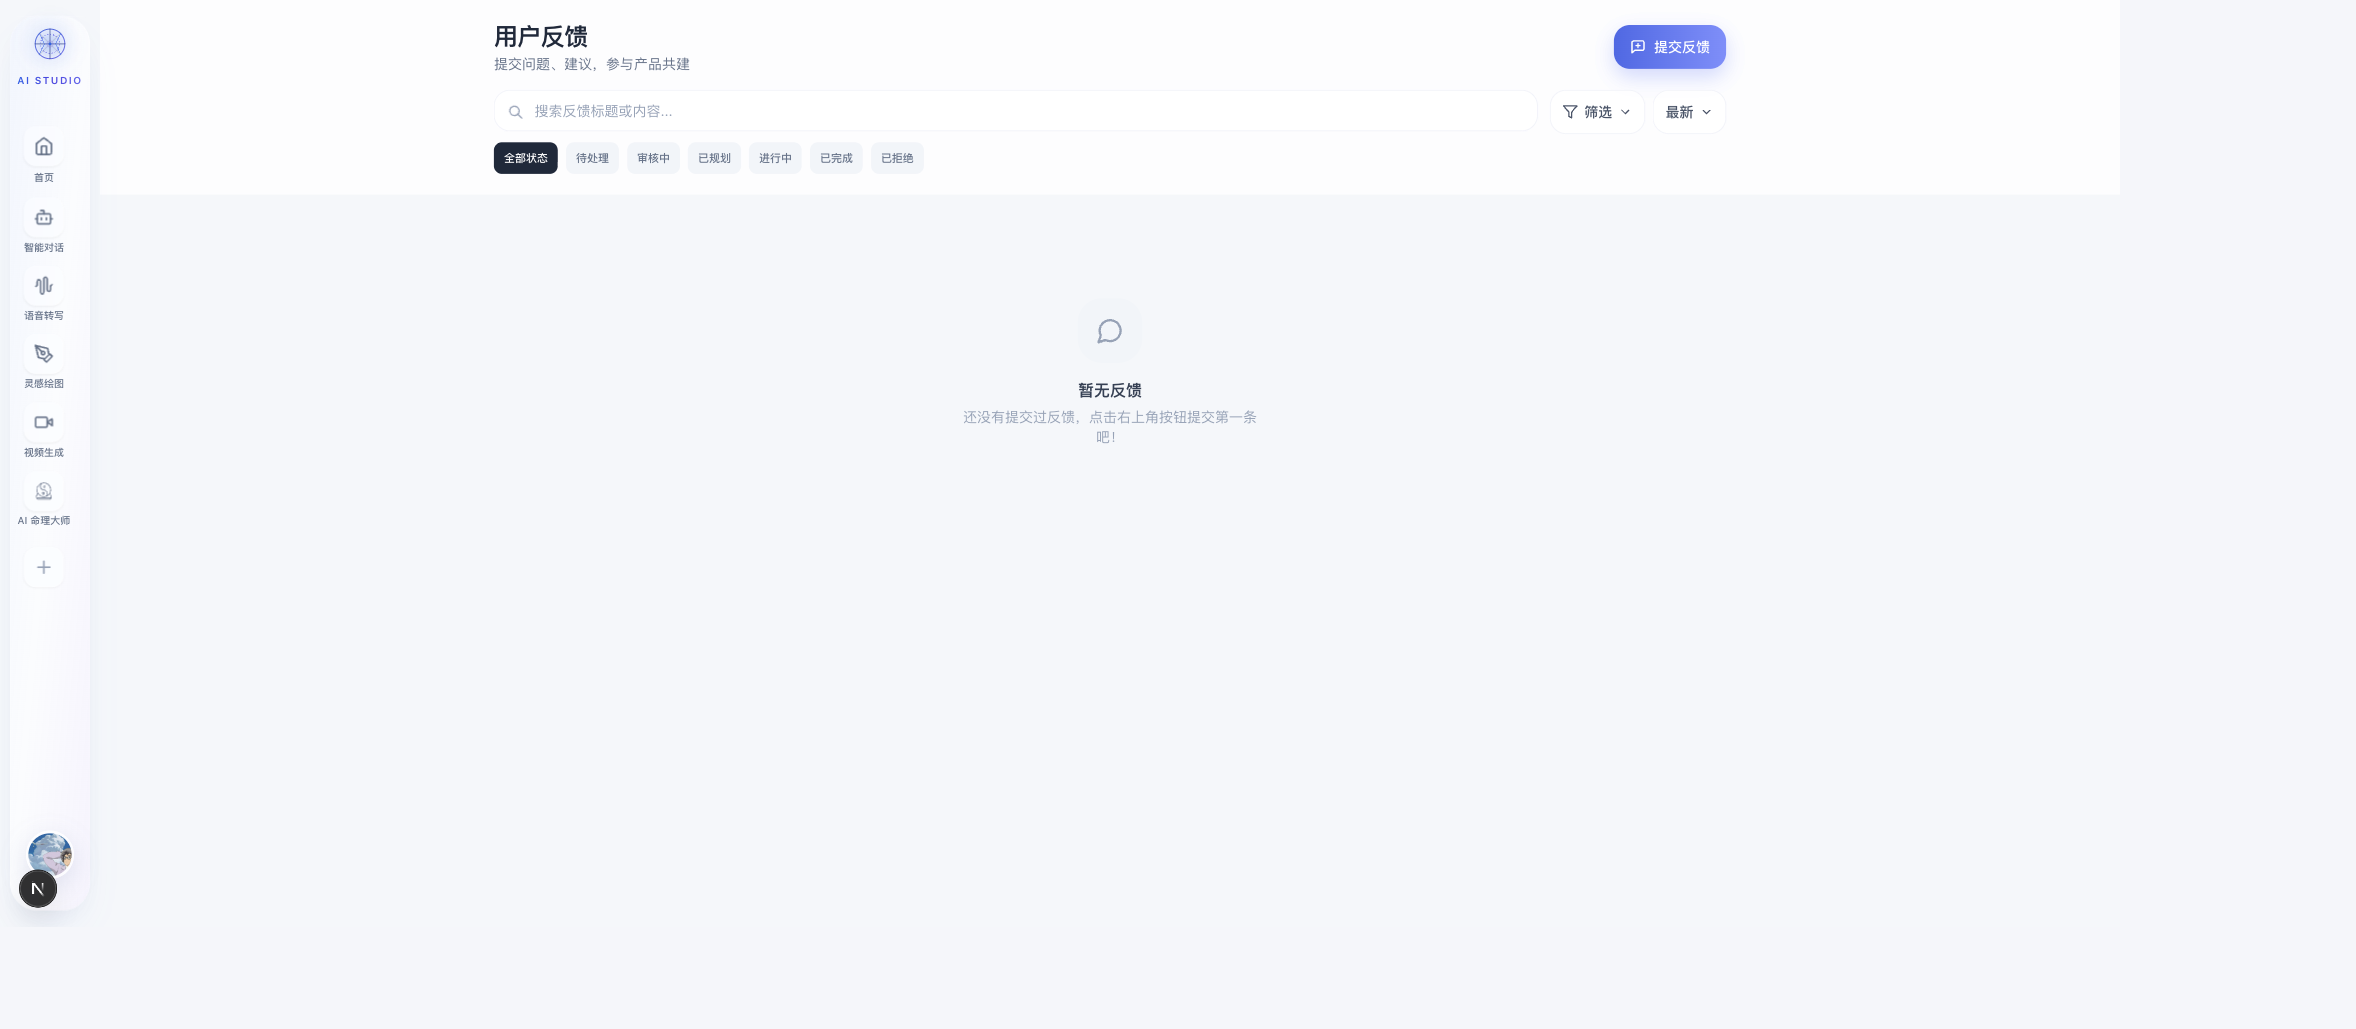 AI STUDIO
首页
智能对话
语音转写
灵感绘图
视频生成
AI 命理大师
N
用户反馈
提交问题、建议，参与产品共建
提交反馈
搜索反馈标题或内容...
筛选
最新
全部状态
待处理
审核中
已规划
进行中
已完成
已拒绝
暂无反馈
还没有提交过反馈，点击右上角按钮提交第一条
吧！